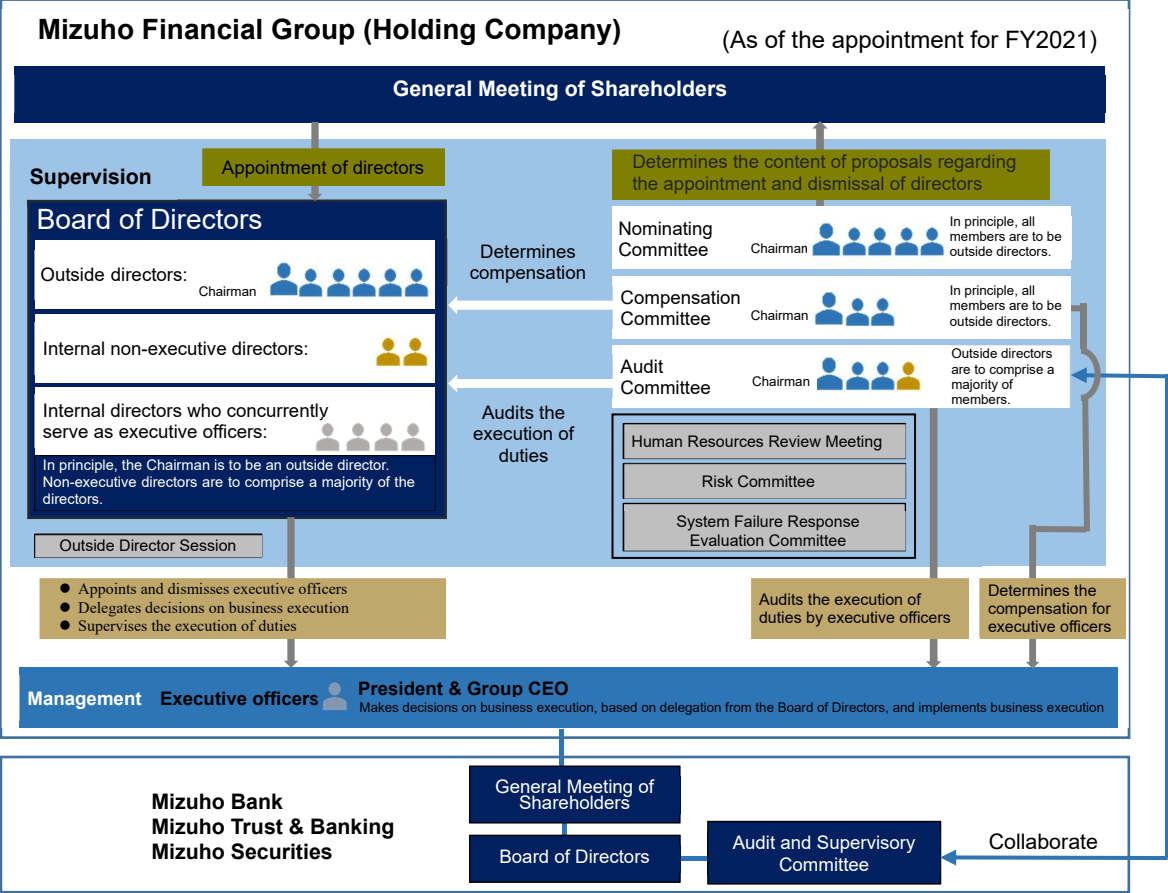 Mizuho Financial Group (Holding Company)
(As of the appointment for FY2021)
General Meeting of Shareholders
Supervision
Appointment of directors
Determines the content of proposals regarding
the appointment and dismissal of directors
Board of Directors
Outside directors:
Chairman
Internal non-executive directors:
Internal directors who concurrently
serve as executive officers:
In principle, the Chairman is to be an outside director.
Non-executive directors are to comprise a majority of the
directors.
Outside Director Session
Determines
compensation
Audits the
execution of
duties
Nominating
Committee
Chairman
In principle, all
members are to be
outside directors.
Compensation
Committee
Chairman
In principle, all
members are to be
outside directors.
Audit
Committee
Chairman
Outside directors
are to comprise a
majority of
members.
Human Resources Review Meeting
Risk Committee
System Failure Response
Evaluation Committee
● Appoints and dismisses executive officers
● Delegates decisions on business execution
● Supervises the execution of duties
Audits the execution of
duties by executive officers
Determines the
compensation for
executive officers
Management
Executive officers
President & Group CEO
Makes decisions on business execution, based on delegation from the Board of Directors, and implements business execution
Mizuho Bank
Mizuho Trust & Banking
Mizuho Securities
General Meeting of
Shareholders
Board of Directors
Audit and Supervisory
Committee
Collaborate